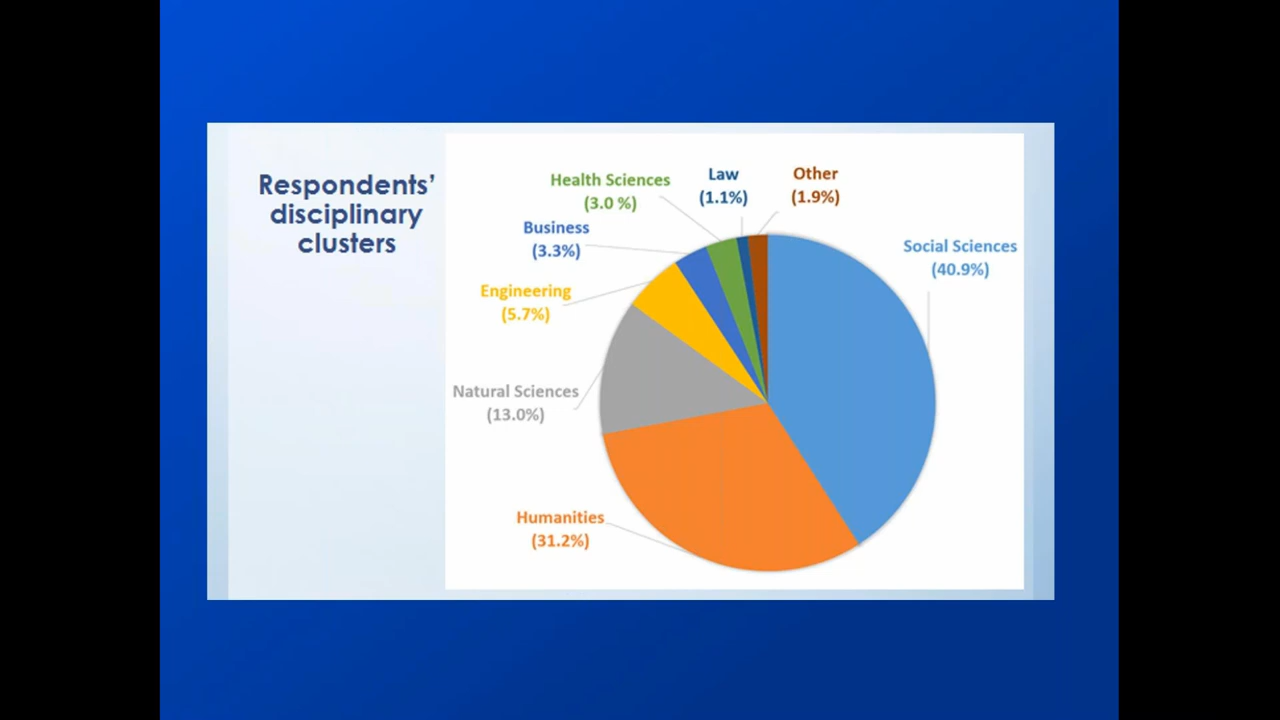 Respondents’
disciplinary
clusters
Health Sciences
(3.0 %)
Law
(1.1%)
Other
(1.9%)
Business
(3.3%)
Social Sciences
(40.9%)
Engineering
(5.7%)
Natural Sciences
(13.0%)
Humanities
(31.2%)